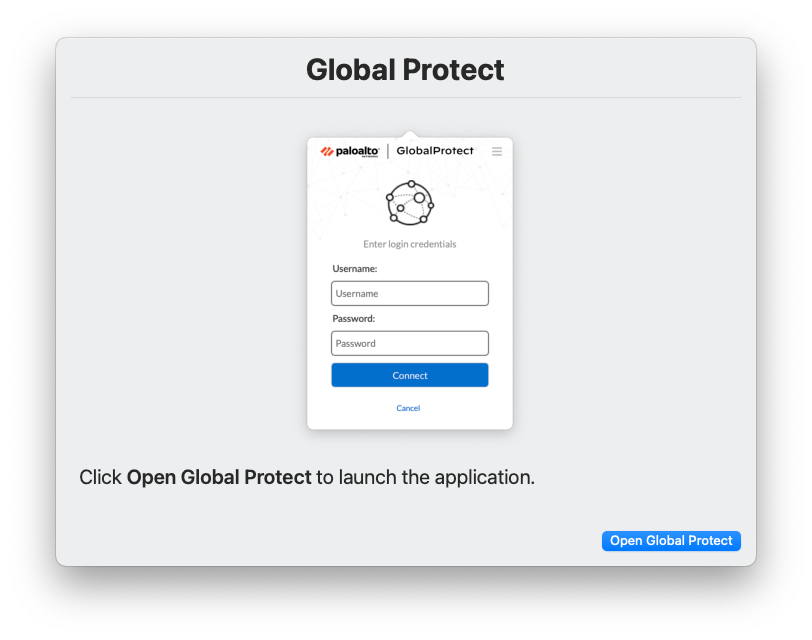 Global Protect
paloalto | GlobalProtect
NETWORKS
Enter login credentials
Username:
Username
Password:
Password
Connect
Cancel
Click Open Global Protect to launch the application.
Open Global Protect